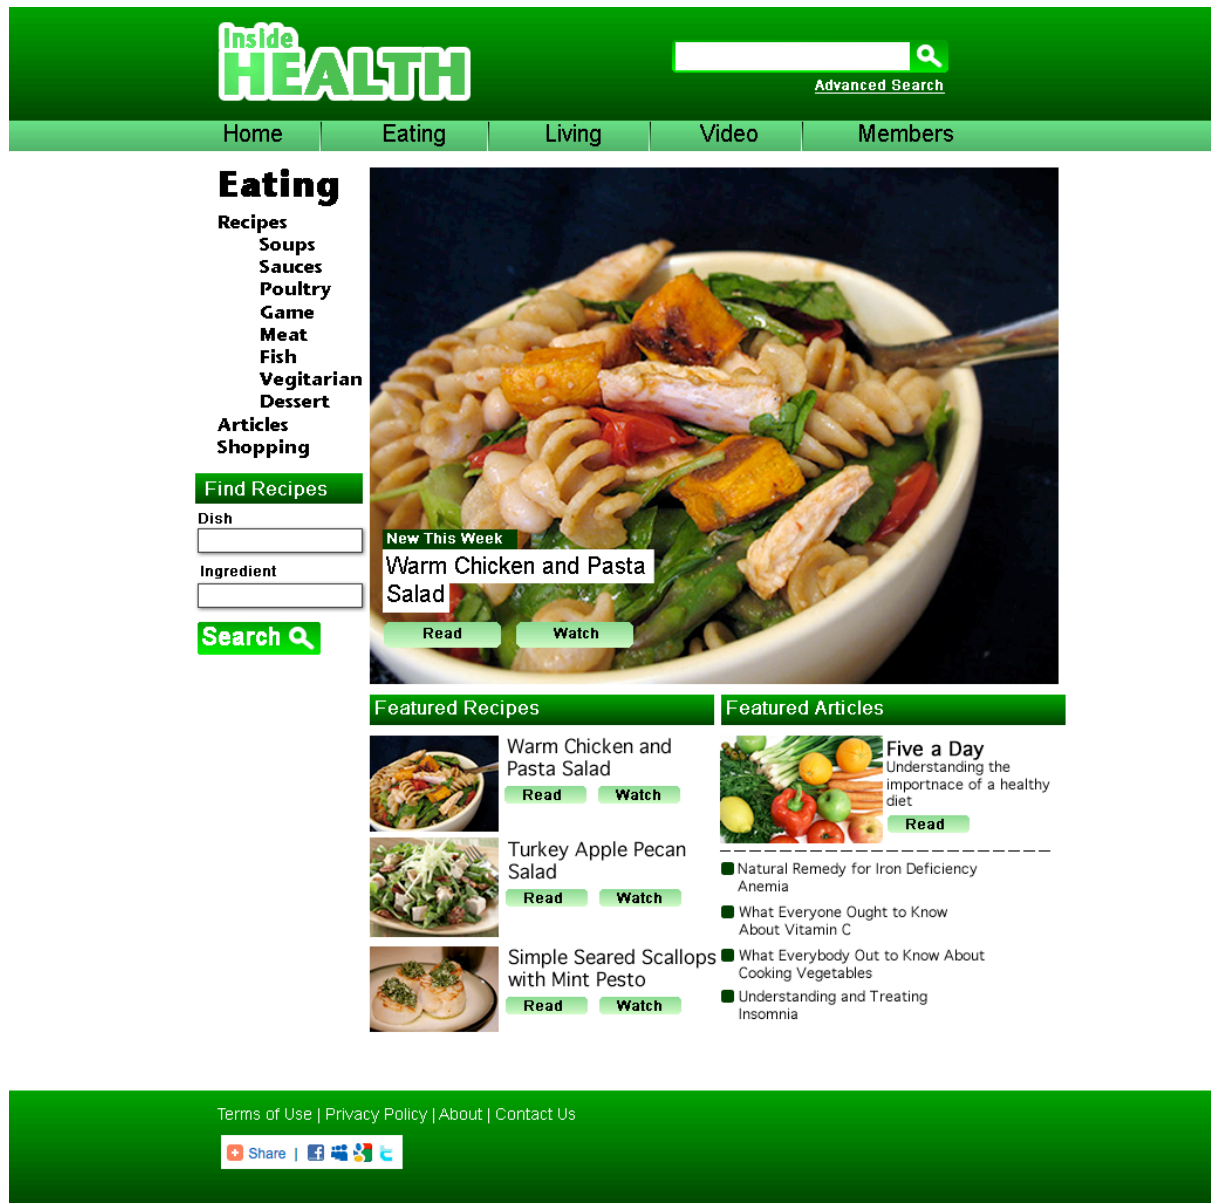 Inside
HEALTH
Advanced Search
Home
Eating
Living
Video
Members
Eating
Recipes
Soups
Sauces
Poultry
Game
Meat
Fish
Vegitarian
Dessert
Articles
Shopping
Find Recipes
Dish
Ingredient
Search
New This Week
Warm Chicken and Pasta
Salad
Read
Watch
Featured Recipes
Warm Chicken and
Pasta Salad
Read
Watch
Turkey Apple Pecan
Salad
Read
Watch
Simple Seared Scallops
with Mint Pesto
Read
Watch
Featured Articles
Five a Day
Understanding the
importnace of a healthy
diet
Read
Natural Remedy for Iron Deficiency
Anemia
What Everyone Ought to Know
About Vitamin C
What Everybody Out to Know About
Cooking Vegetables
Understanding and Treating
Insomnia
Terms of Use | Privacy Policy | About | Contact Us
Share |